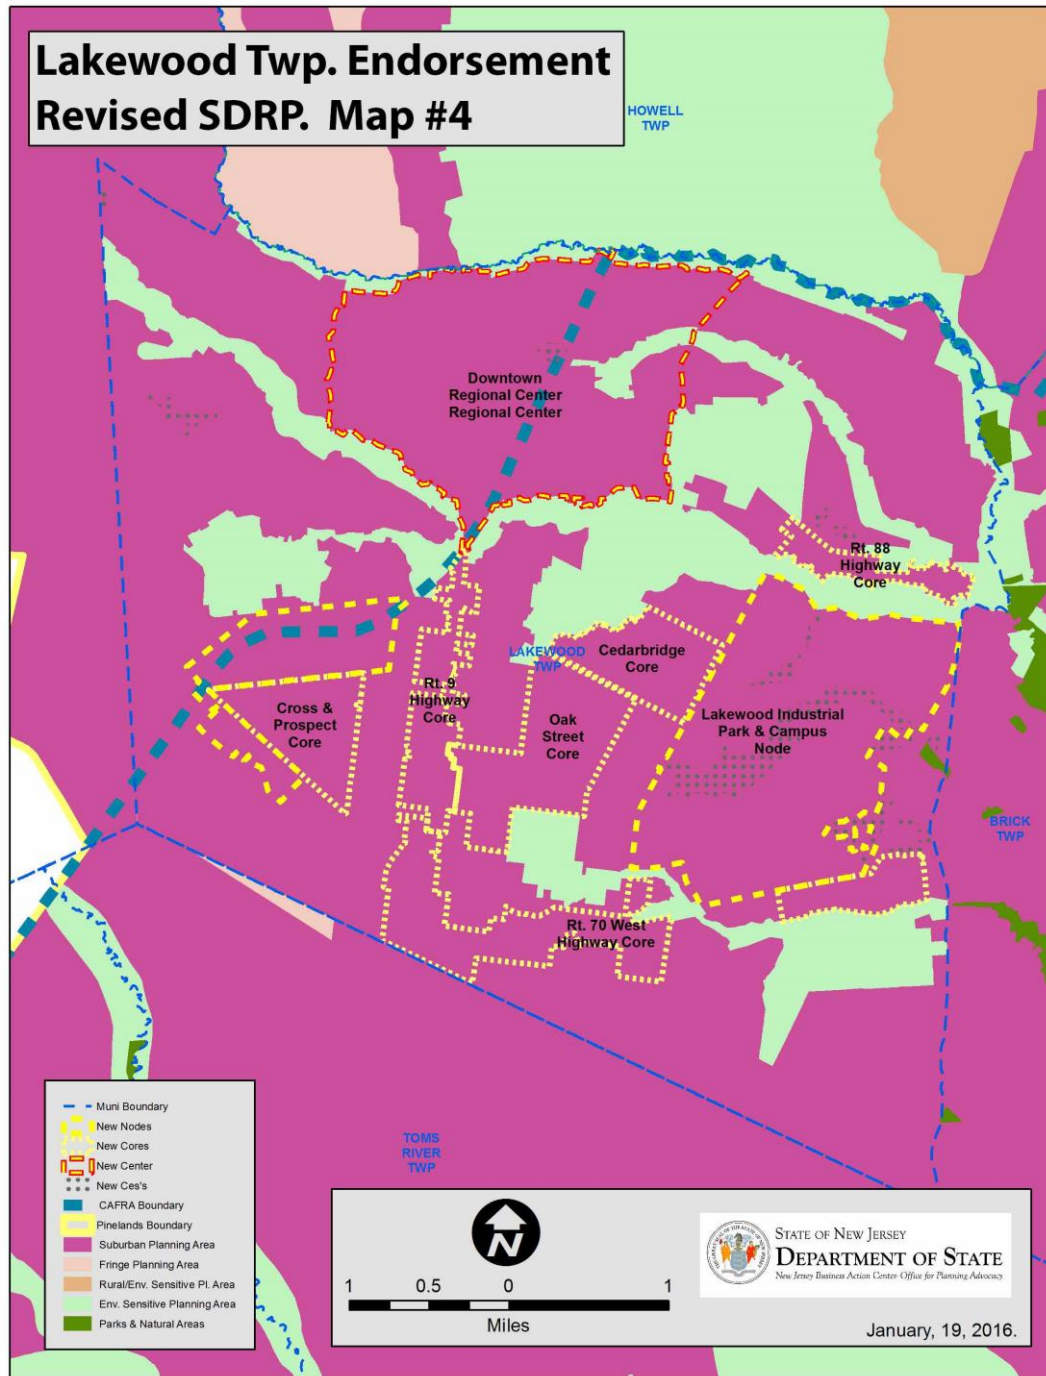 Lakewood Twp. Endorsement
Revised SDRP. Map #4
HOWELL
TWP
Downtown
Regional Center
Regional Center
Rt. 88
Highway
Core
LAKEWOOD
TWP
Cedarbridge
Core
Rt. 9
Highway
Core
Cross &
Prospect
Core
Oak
Street
Core
Lakewood Industrial
Park & Campus
Node
BRICK
TWP
Rt. 70 West
Highway Core
TOMS
RIVER
TWP
Muni Boundary
New Nodes
New Cores
New Center
New Ces's
CAFRA Boundary
Pinelands Boundary
Suburban Planning Area
Fringe Planning Area
Rural/Env. Sensitive Pl. Area
Env. Sensitive Planning Area
Parks & Natural Areas
N
1 0.5 0 1
Miles
STATE OF NEW JERSEY
DEPARTMENT OF STATE
New Jersey Business Action Center Office for Planning Advocacy
January, 19, 2016.